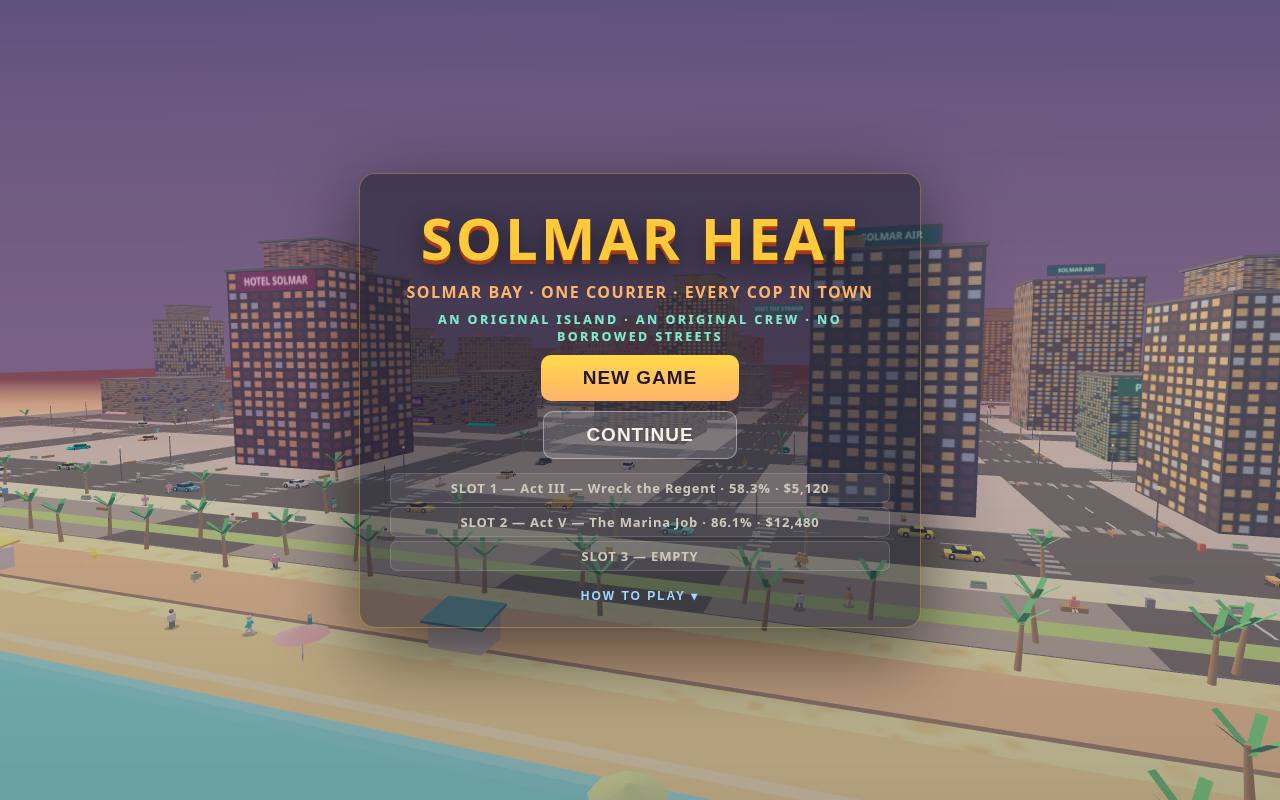 SOLMAR HEAT
SOLMAR BAY · ONE COURIER · EVERY COP IN TOWN
AN ORIGINAL ISLAND · AN ORIGINAL CREW · NO
BORROWED STREETS
NEW GAME
CONTINUE
SLOT 1 — Act III — Wreck the Regent · 58.3% · $5,120
SLOT 2 — Act V — The Marina Job · 86.1% · $12,480
SLOT 3 — EMPTY
HOW TO PLAY ▾
HOTEL SOLMAR
SOLMAR AIR
SOLMAR AIR